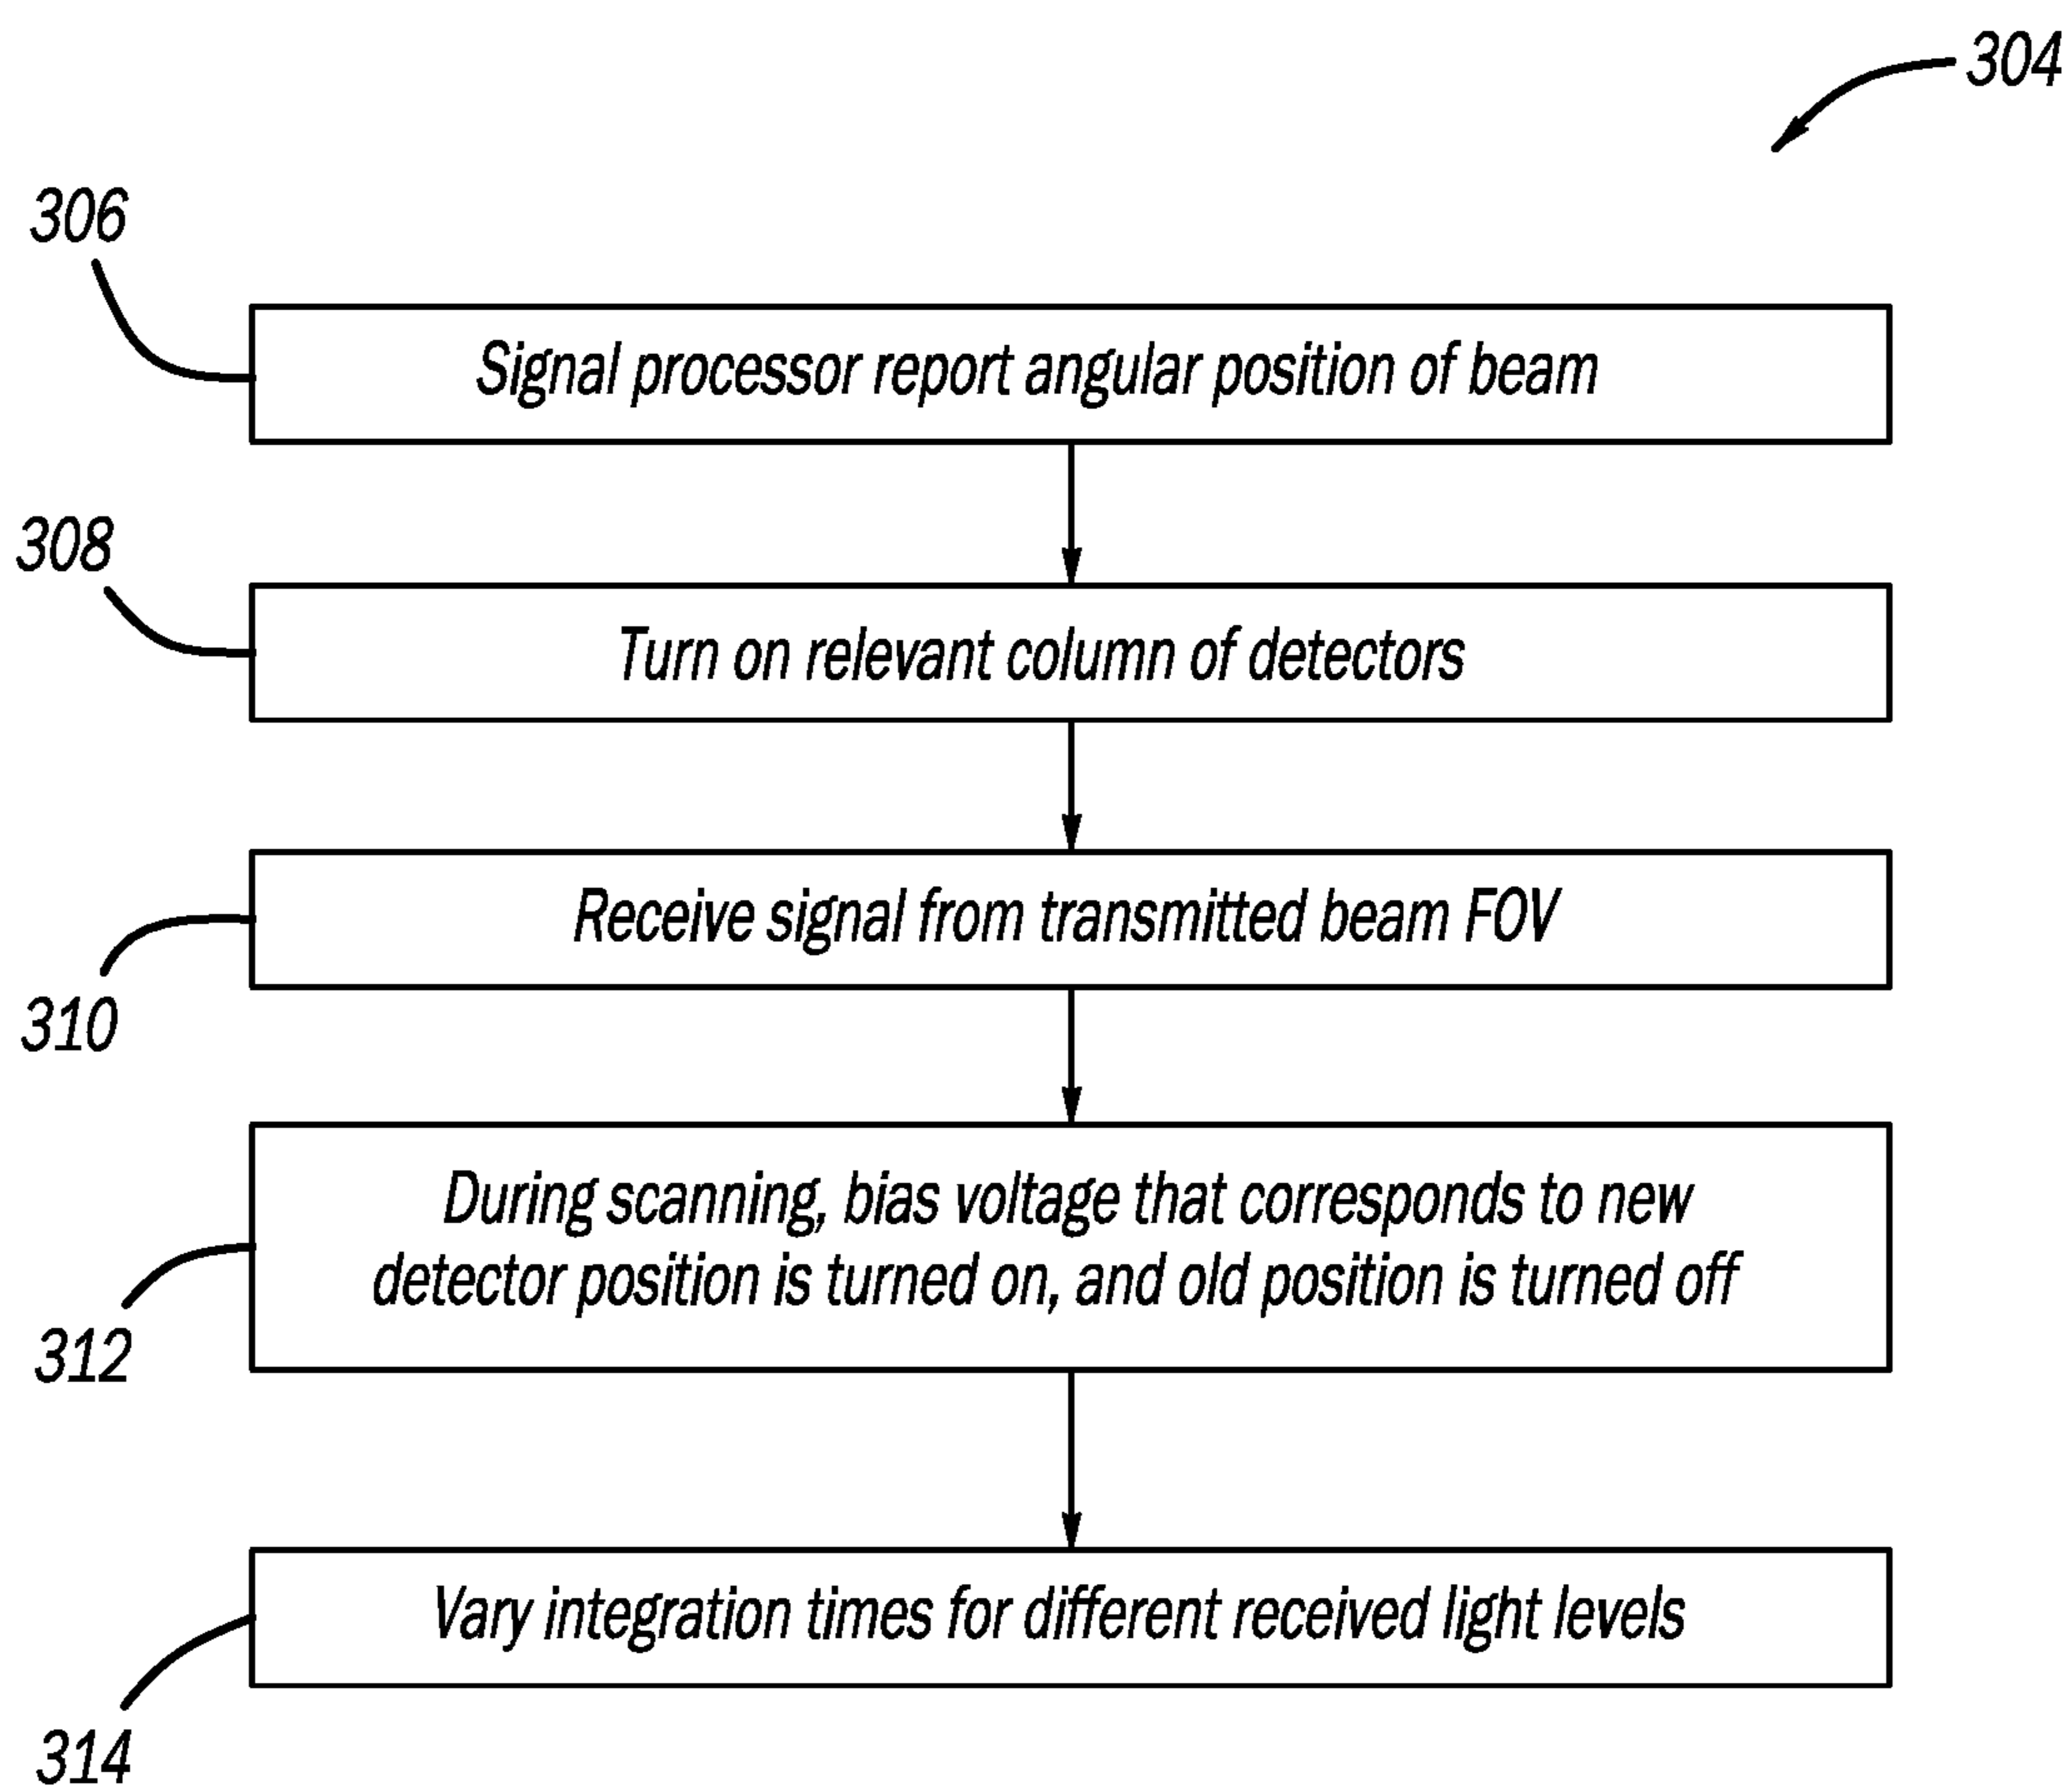 304
306
Signal processor report angular position of beam
308
Turn on relevant column of detectors
Receive signal from transmitted beam FOV
310
During scanning, bias voltage that corresponds to new
detector position is turned on, and old position is turned off
312
Vary integration times for different received light levels
314